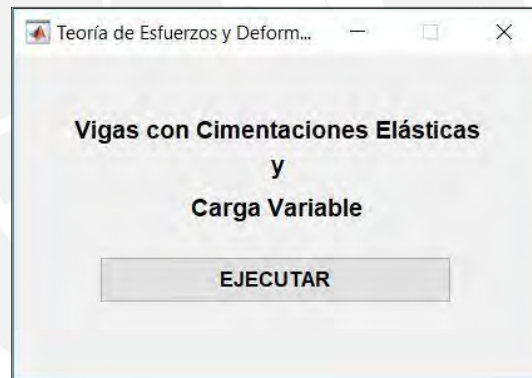 Teoría de Esfuerzos y Deform...
Vigas con Cimentaciones Elásticas
y
Carga Variable
EJECUTAR